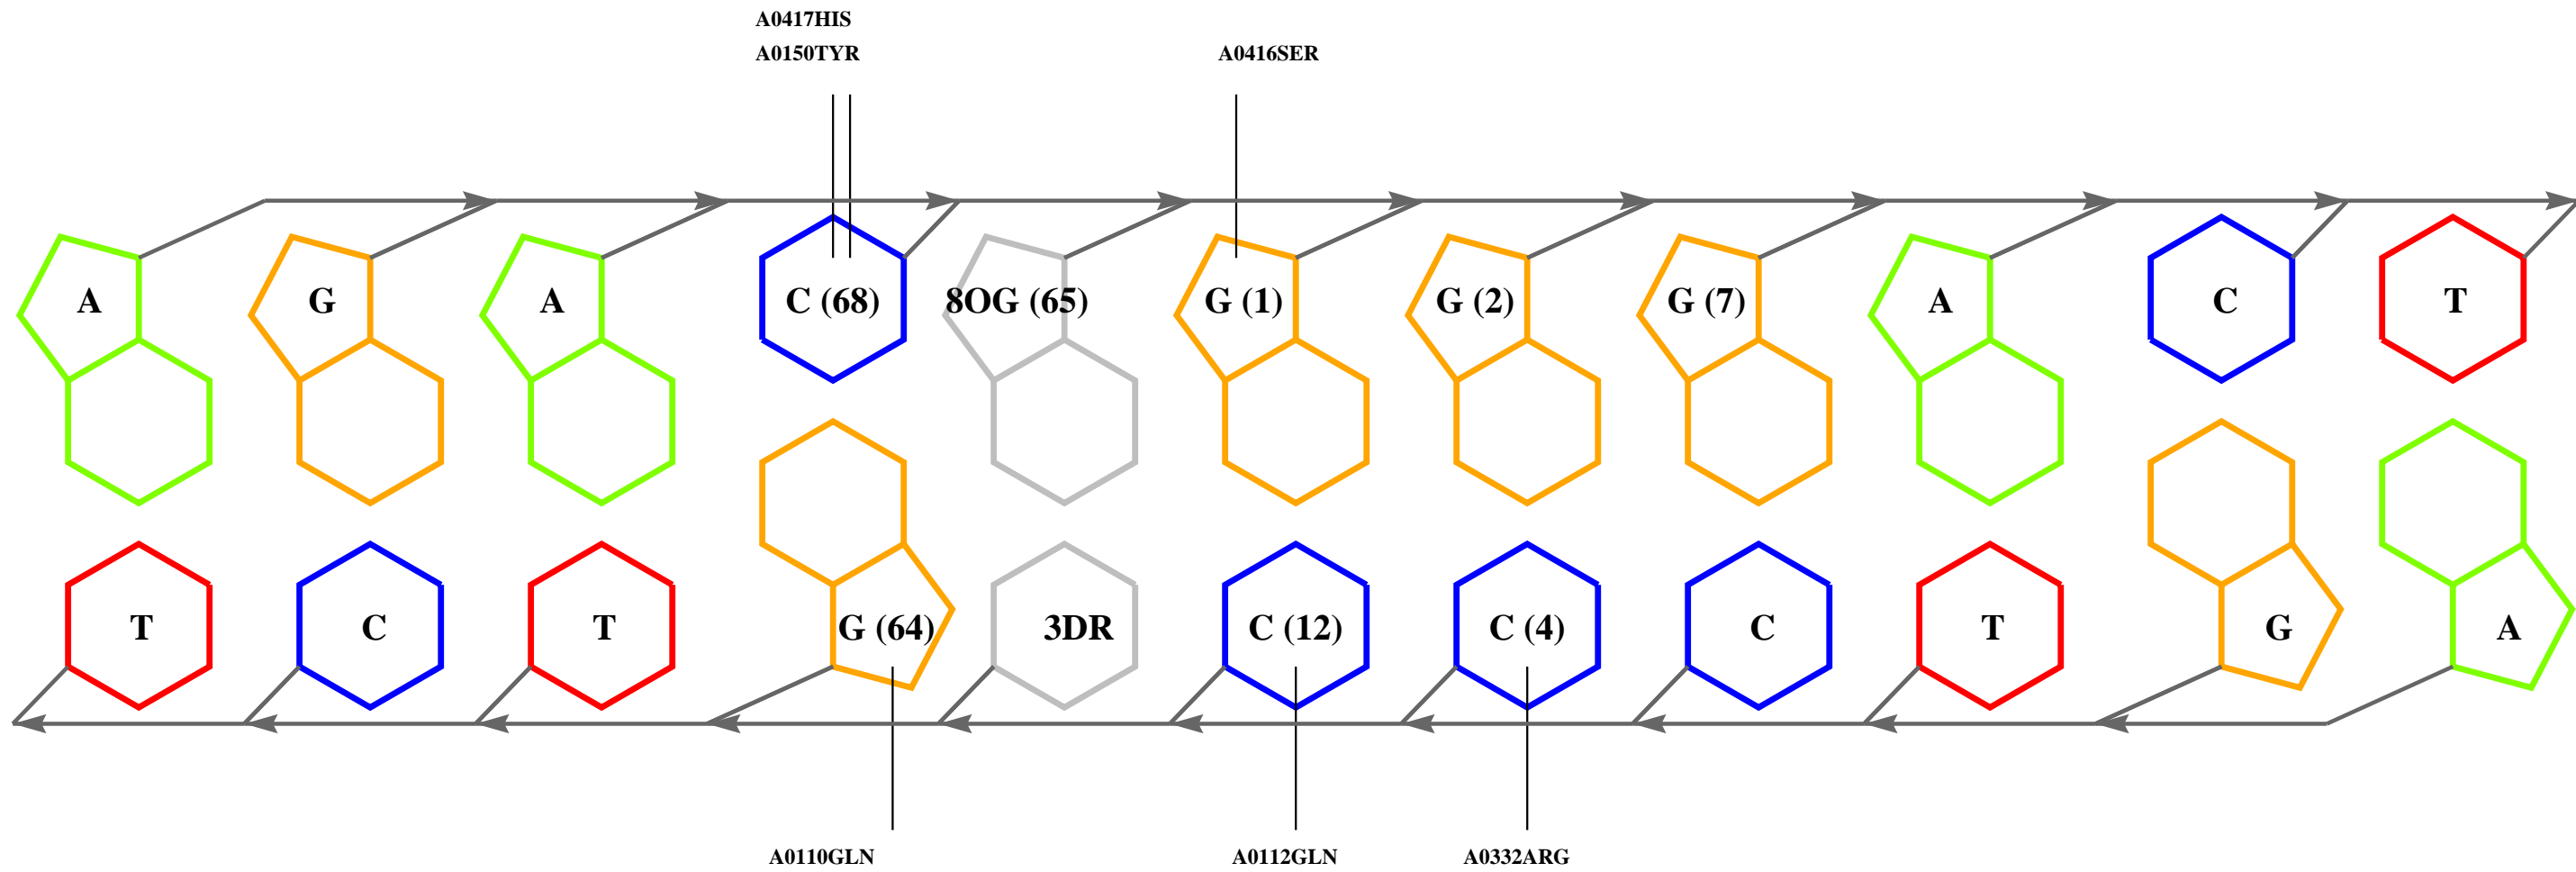 A0417HIS
A0150TYR
A0416SER
A G A C (68) 8OG (65) G (1) G (2) G (7) A C T
T C T G (64) 3DR C (12) C (4) C T G A
A0110GLN A0112GLN A0332ARG